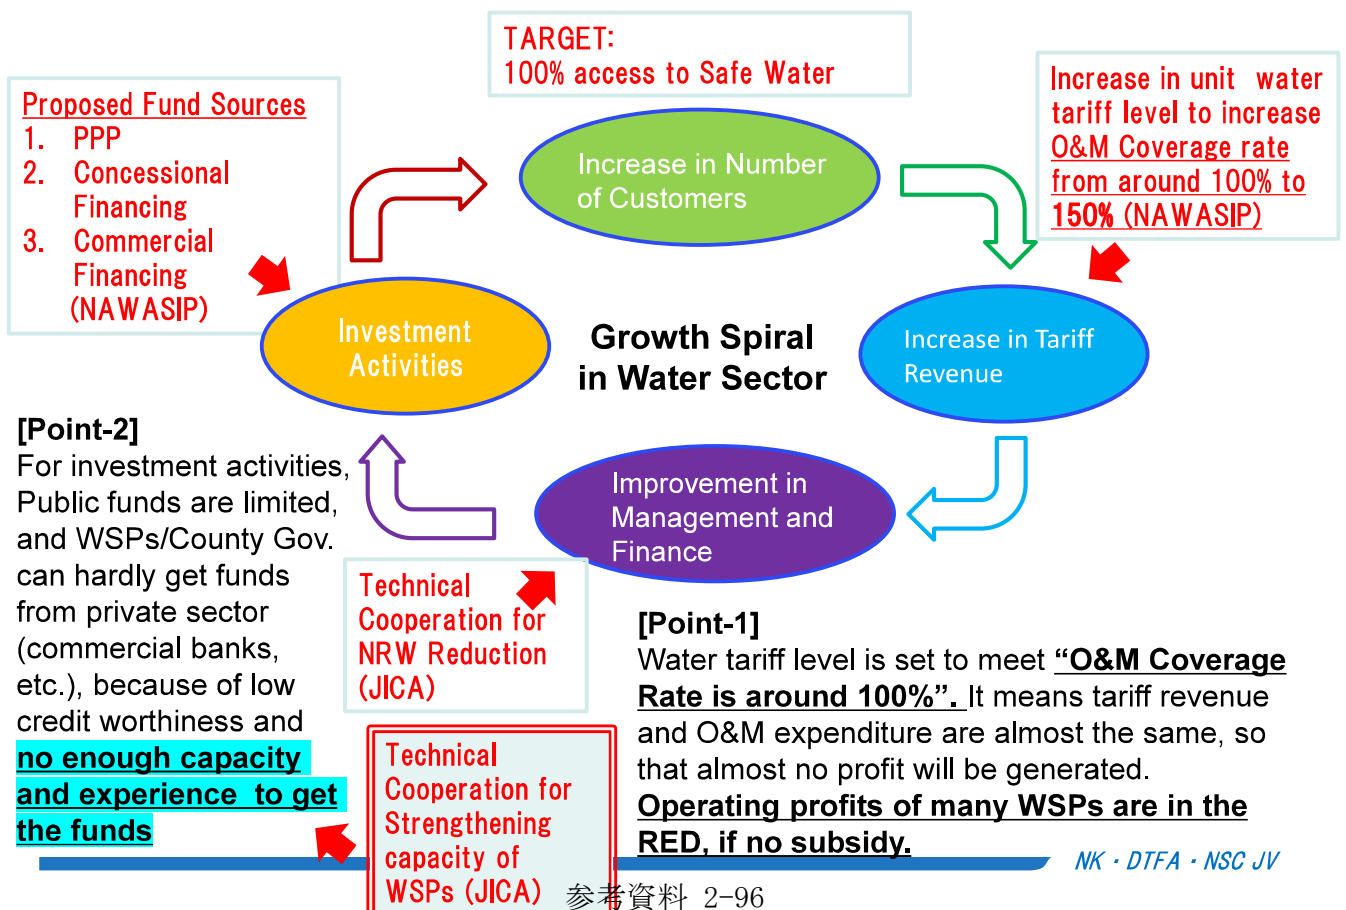 TARGET:
100% access to Safe Water
Proposed Fund Sources
1. PPP
2. Concessional
Financing
3. Commercial
Financing
(NAWASIP)
Increase in unit water
tariff level to increase
O&M Coverage rate
from around 100% to
150% (NAWASIP)
Increase in Number
of Customers
Investment
Activities
Growth Spiral
in Water Sector
Increase in Tariff
Revenue
Improvement in
Management and
Finance
[Point-2]
For investment activities,
Public funds are limited,
and WSPs/County Gov.
can hardly get funds
from private sector
(commercial banks,
etc.), because of low
credit worthiness and
no enough capacity
and experience to get
the funds
Technical
Cooperation for
NRW Reduction
(JICA)
Technical
Cooperation for
Strengthening
capacity of
WSPs (JICA)
[Point-1]
Water tariff level is set to meet “O&M Coverage
Rate is around 100%”. It means tariff revenue
and O&M expenditure are almost the same, so
that almost no profit will be generated.
Operating profits of many WSPs are in the
RED, if no subsidy.
NK・DTFA・NSC JV
参考資料 2-96